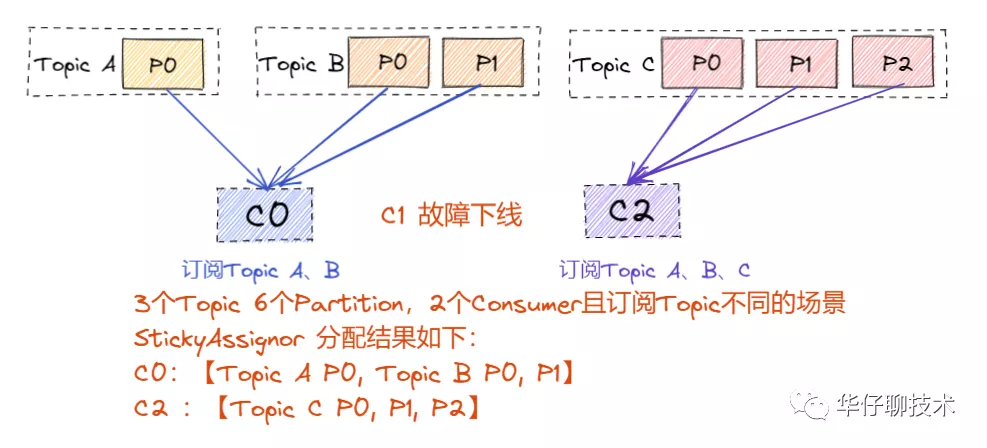 Topic A P0 Topic B P0 P1 Topic C P0 P1 P2
C0 C1 故障下线 C2
订阅Topic A、B 订阅Topic A、B、C
3个Topic 6个Partition，2个Consumer且订阅Topic不同的场景
StickyAssignor 分配结果如下：
C0：【Topic A P0, Topic B P0, P1】
C2 ：【Topic C P0, P1, P2】
华仔聊技术